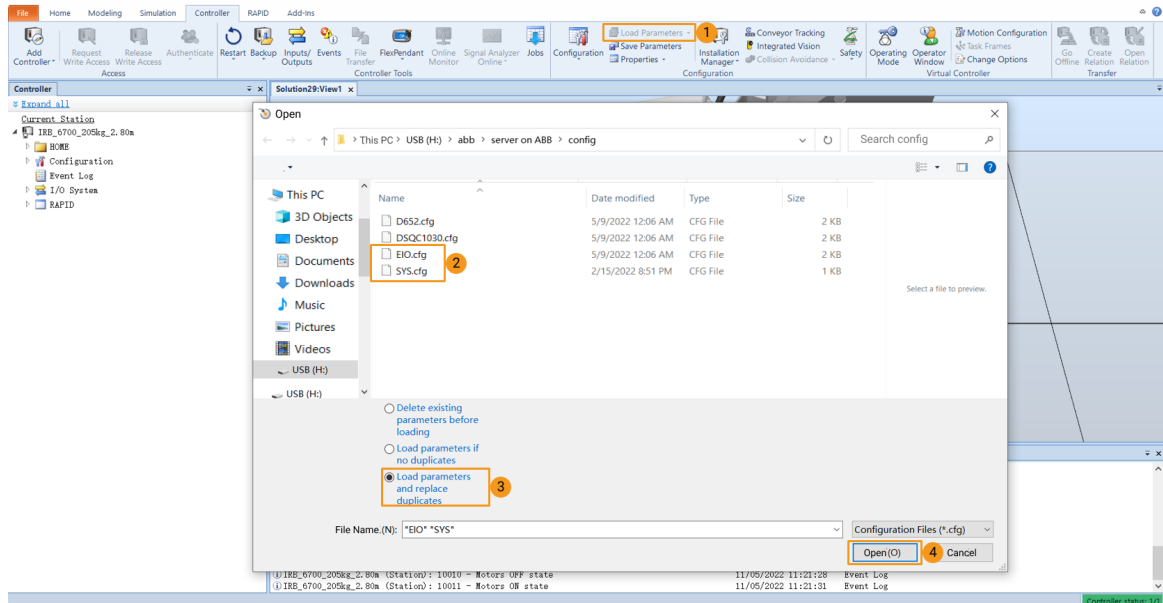 File Home Modeling Simulation Controller RAPID Add-Ins
Add Controller
Request Write Access
Release Write Access
Authenticate
Restart
Backup
Inputs/ Outputs
Events
File Transfer
FlexPendant
Online Monitor
Signal Analyzer Online
Jobs
Configuration
Load Parameters
1
Save Parameters
Properties
Installation Manager
Conveyor Tracking
Integrated Vision
Collision Avoidance
Safety
Operating Mode
Operator Window
Motion Configuration
Task Frames
Change Options
Go Offline
Create Relation
Open Relation
Access
Controller Tools
Configuration
Virtual Controller
Transfer
Controller
Solution29:View1
Expand all
Current Station
IRB_6700_205kg_2.80m
HOME
Configuration
Event Log
I/O System
RAPID
Open
This PC > USB (H:) > abb > server on ABB > config
Search config
This PC
3D Objects
Desktop
Documents
Downloads
Music
Pictures
Videos
USB (H:)
USB (H:)
Name Date modified Type Size
D652.cfg 5/9/2022 12:06 AM CFG File 2 KB
DSQC1030.cfg 5/9/2022 12:06 AM CFG File 2 KB
EIO.cfg 5/9/2022 12:06 AM CFG File 2 KB
2
SYS.cfg 2/15/2022 8:51 PM CFG File 1 KB
Select a file to preview.
Delete existing
parameters before
loading
Load parameters if
no duplicates
Load parameters
and replace
duplicates
3
File Name.(N): "EIO" "SYS" Configuration Files (*.cfg)
Open(O) 4 Cancel
IRB_6700_205kg_2.80m (Station): 10010 - Motors OFF state 11/05/2022 11:21:28 Event Log
IRB_6700_205kg_2.80m (Station): 10011 - Motors ON state 11/05/2022 11:21:31 Event Log
Controller status: 1/1